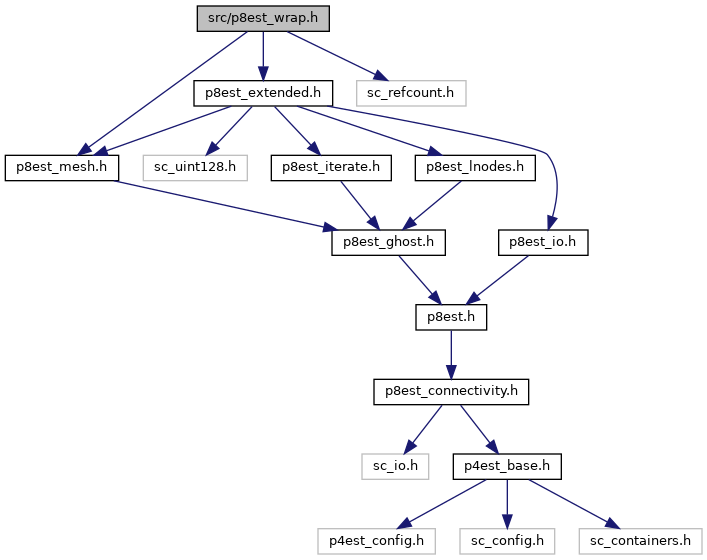 src/p8est_wrap.h
p8est_extended.h
sc_refcount.h
p8est_mesh.h
sc_uint128.h
p8est_iterate.h
p8est_lnodes.h
p8est_ghost.h
p8est_io.h
p8est.h
p8est_connectivity.h
sc_io.h
p4est_base.h
p4est_config.h
sc_config.h
sc_containers.h